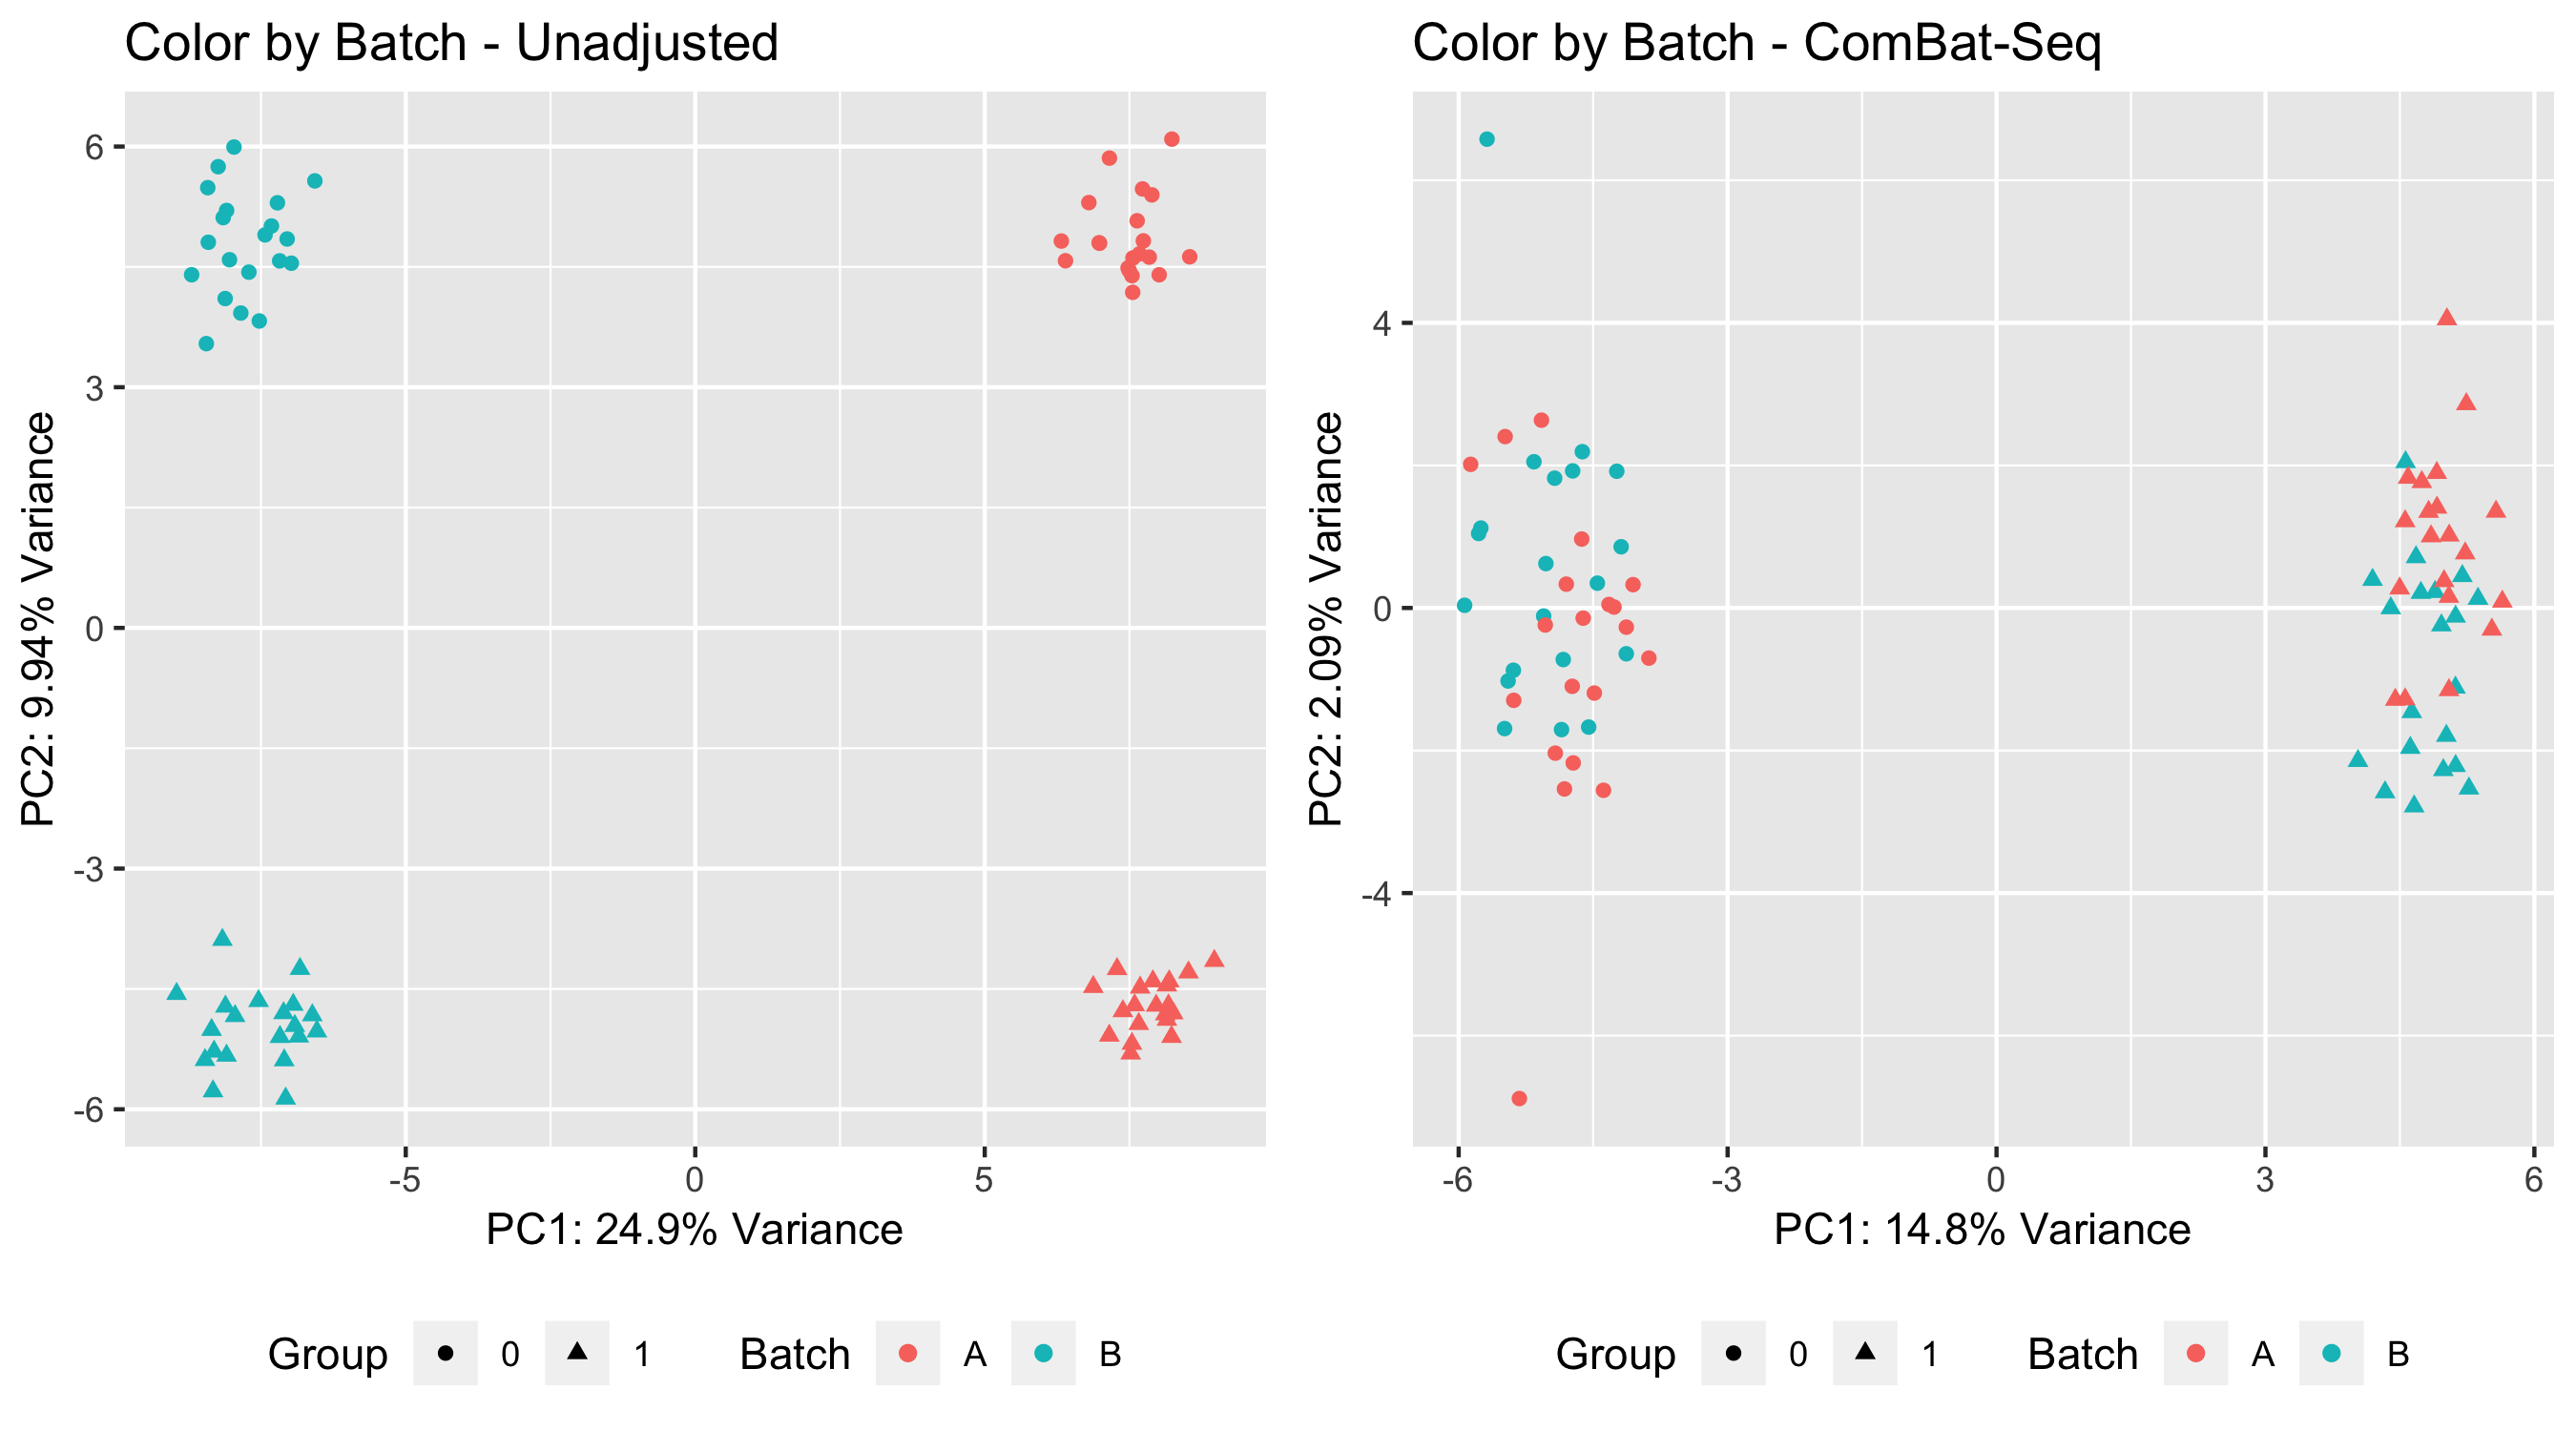 Color by Batch - Unadjusted
6
3
0
-3
-6
PC2: 9.94% Variance
-5 0 5
PC1: 24.9% Variance
Group 0 1 Batch A B
Color by Batch - ComBat-Seq
4
0
-4
PC2: 2.09% Variance
-6 -3 0 3 6
PC1: 14.8% Variance
Group 0 1 Batch A B